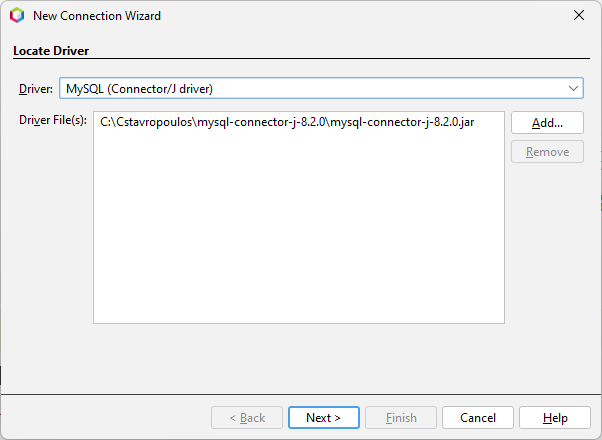 New Connection Wizard
Locate Driver
Driver: MySQL (Connector/J driver)
Driver File(s): C:\Cstavropoulos\mysql-connector-j-8.2.0\mysql-connector-j-8.2.0.jar
Add...
Remove
< Back Next > Finish Cancel Help